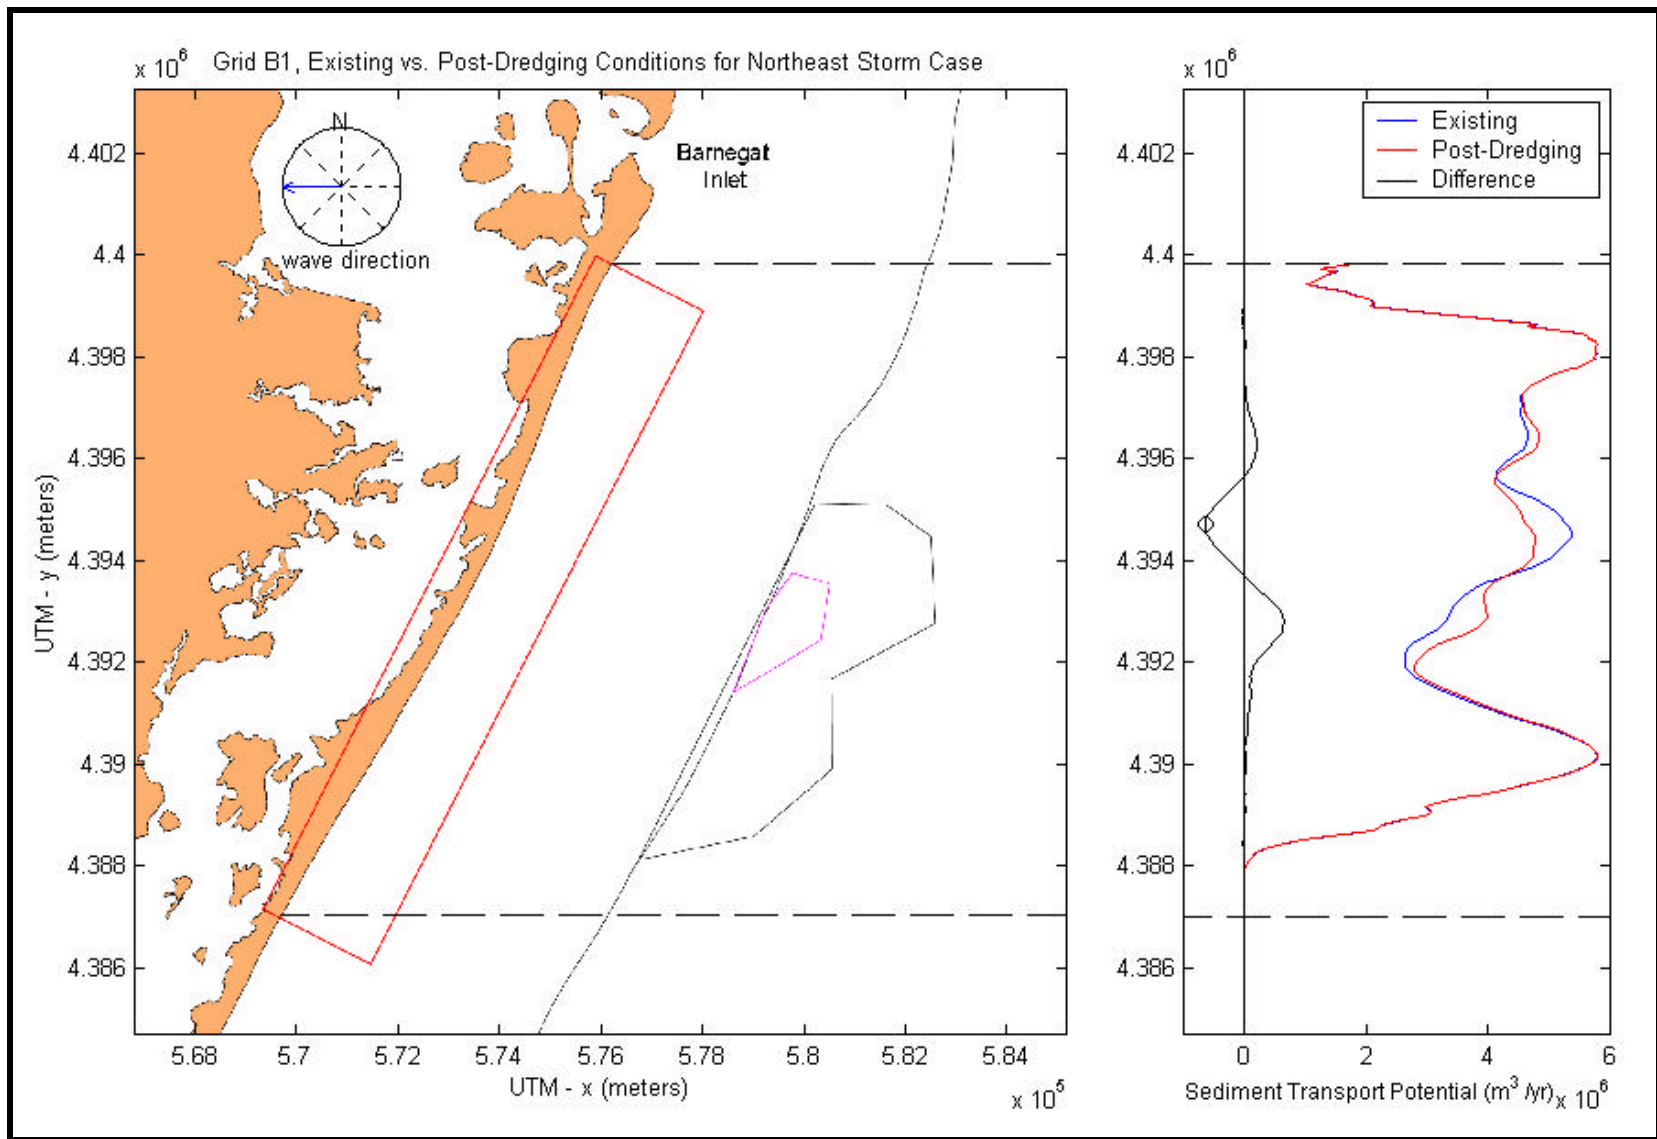 x 10^6 Grid B1, Existing vs. Post-Dredging Conditions for Northeast Storm Case
N
Barnegat
Inlet
wave direction
4.402
4.4
4.398
4.396
4.394
4.392
4.39
4.388
4.386
UTM - y (meters)
5.68 5.7 5.72 5.74 5.76 5.78 5.8 5.82 5.84
UTM - x (meters)
x 10^5
x 10^6
Existing
Post-Dredging
Difference
4.402
4.4
4.398
4.396
4.394
4.392
4.39
4.388
4.386
0 2 4 6
Sediment Transport Potential (m^3 /yr) x 10^6